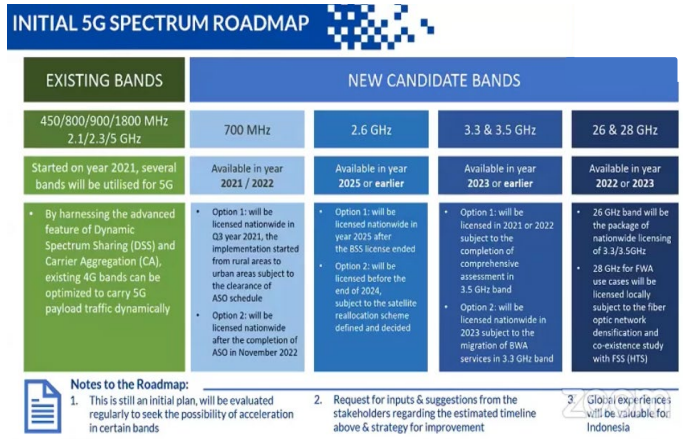 INITIAL 5G SPECTRUM ROADMAP
EXISTING BANDS
NEW CANDIDATE BANDS
450/800/900/1800 MHz
2.1/2.3/5 GHz
700 MHz
2.6 GHz
3.3 & 3.5 GHz
26 & 28 GHz
Started on year 2021, several
bands will be utilised for 5G
Available in year
2021 / 2022
Available in year
2025 or earlier
Available in year
2023 or earlier
Available in year
2022 or 2023
• By harnessing the advanced
feature of Dynamic
Spectrum Sharing (DSS) and
Carrier Aggregation (CA),
existing 4G bands can be
optimized to carry 5G
payload traffic dynamically
• Option 1: will be
licensed nationwide in
Q3 year 2021, the
implementation started
from rural areas to
urban areas subject to
the clearance of
ASO schedule
• Option 2: will be
licensed nationwide
after the completion of
ASO in November 2022
• Option 1: will be
licensed nationwide in
year 2025 after
the BSS license ended
• Option 2: will be
licensed before the
end of 2024,
subject to the satellite
reallocation scheme
defined and decided
• Option 1: will be
licensed in 2021 or 2022
subject to the
completion of
comprehensive
assessment in
3.5 GHz band
• Option 2: will be
licensed nationwide in
2023 subject to the
migration of BWA
services in 3.3 GHz band
• 26 GHz band will be
the package of
nationwide licensing
of 3.3/3.5GHz
• 28 GHz for FWA
use cases will be
licensed locally
subject to the fiber
optic network
densification and
co-existence study
with FSS (HTS)
Notes to the Roadmap:
1. This is still an initial plan, will be evaluated
regularly to seek the possibility of acceleration
in certain bands
2. Request for inputs & suggestions from the
stakeholders regarding the estimated timeline
above & strategy for improvement
3. Global experiences
will be valuable for
Indonesia
zoom